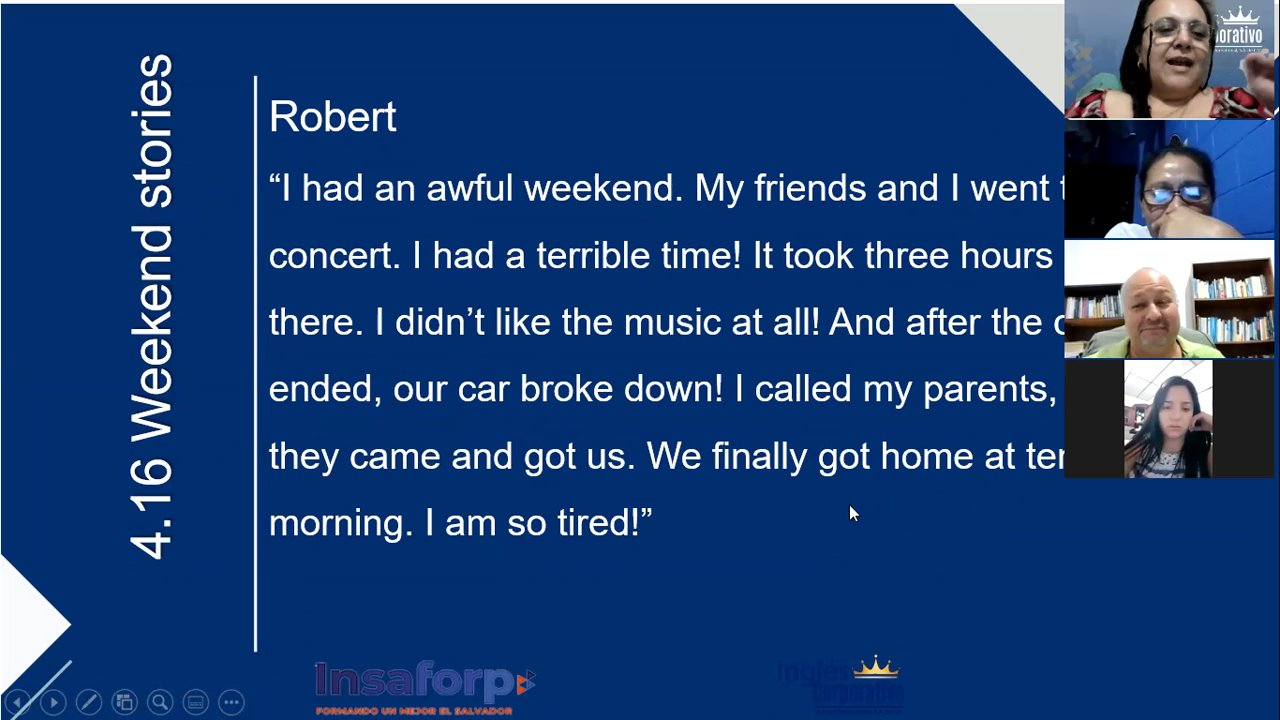 4.16 Weekend stories
Robert
“I had an awful weekend. My friends and I went
concert. I had a terrible time! It took three hours
there. I didn’t like the music at all! And after the
ended, our car broke down! I called my parents,
they came and got us. We finally got home at
morning. I am so tired!”
Insaforp
FORMANDO UN MEJOR EL SALVADOR
Inglés
Corporativo